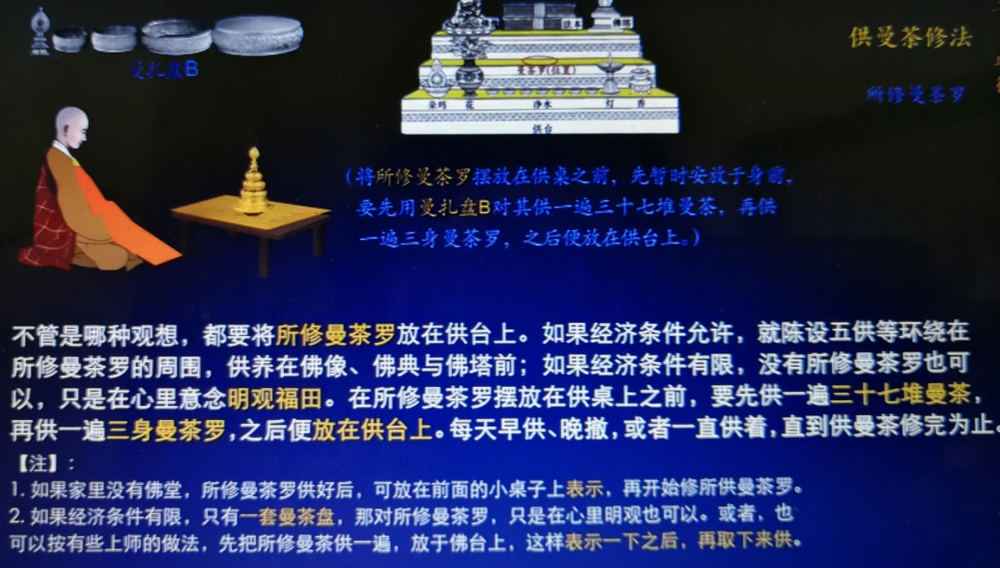 供曼茶修法
佛塔
法本
曼扎盘B
曼茶罗(位置)
所修曼茶罗
朵玛 花 净水 灯 香
供台
(将所修曼茶罗摆放在供桌之前，先暂时安放于身前，
要先用曼扎盘B对其供一遍三十七堆曼茶，再供
一遍三身曼茶罗，之后便放在供台上。)
不管是哪种观想，都要将所修曼茶罗放在供台上。如果经济条件允许，就陈设五供等环绕在
所修曼茶罗的周围，供养在佛像、佛典与佛塔前；如果经济条件有限，没有所修曼茶罗也可
以，只是在心里意念明观福田。在所修曼茶罗摆放在供桌上之前，要先供一遍三十七堆曼茶，
再供一遍三身曼茶罗，之后便放在供台上。每天早供、晚撤，或者一直供着，直到供曼茶修完为止。
【注】：
1. 如果家里没有佛堂，所修曼茶罗供好后，可放在前面的小桌子上表示，再开始修所供曼茶罗。
2. 如果经济条件有限，只有一套曼茶盘，那对所修曼茶罗，只是在心里明观也可以。或者，也
可以按有些上师的做法，先把所修曼茶供一遍，放于佛台上，这样表示一下之后，再取下来供。